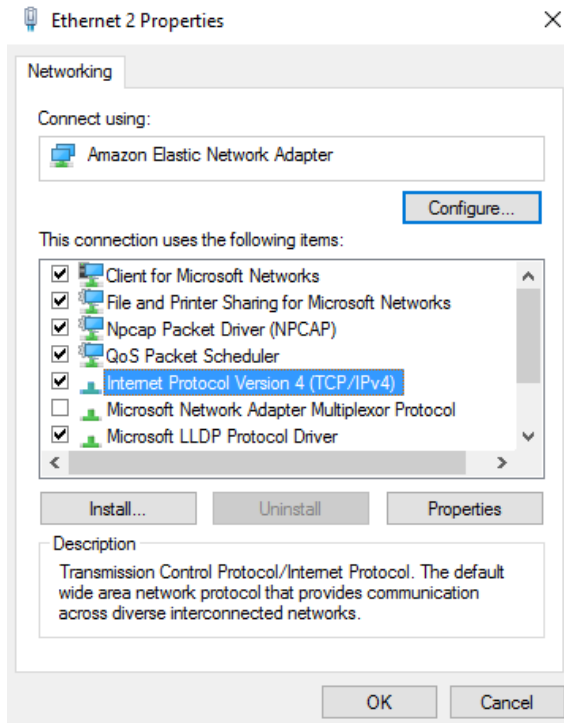 Ethernet 2 Properties
Networking
Connect using:
Amazon Elastic Network Adapter
Configure...
This connection uses the following items:
Client for Microsoft Networks
File and Printer Sharing for Microsoft Networks
Npcap Packet Driver (NPCAP)
QoS Packet Scheduler
Internet Protocol Version 4 (TCP/IPv4)
Microsoft Network Adapter Multiplexor Protocol
Microsoft LLDP Protocol Driver
Install... Uninstall Properties
Description
Transmission Control Protocol/Internet Protocol. The default
wide area network protocol that provides communication
across diverse interconnected networks.
OK Cancel